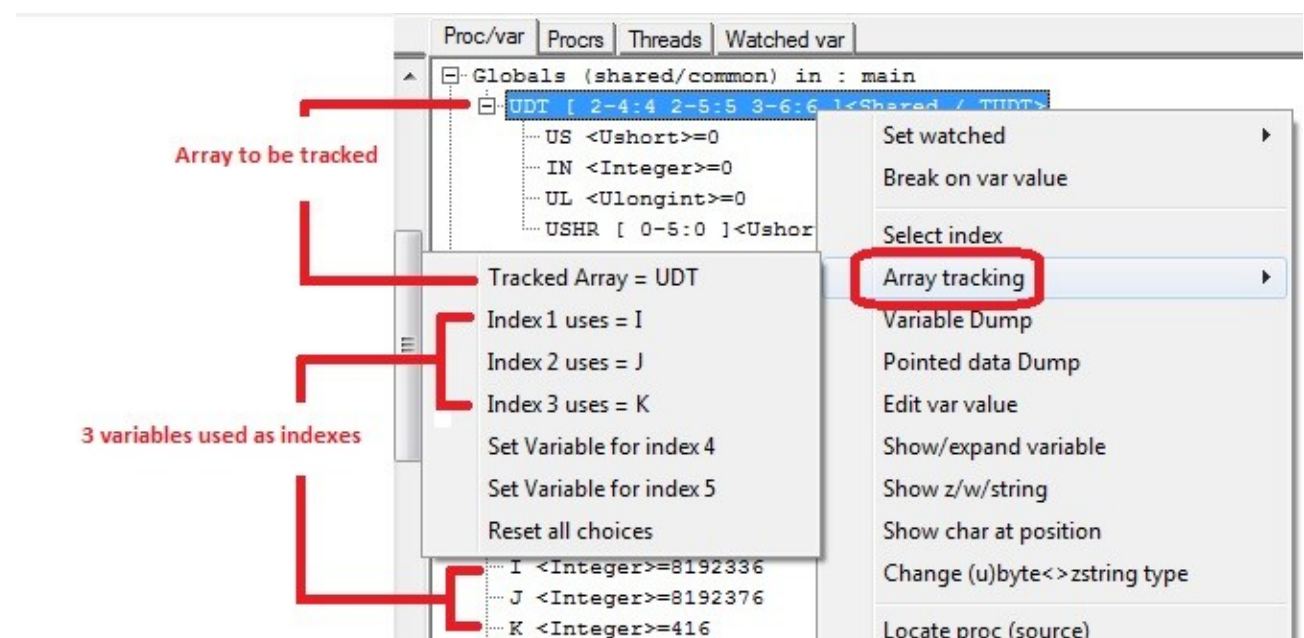 Proc/var Procrs Threads Watched var
Globals (shared/common) in : main
UDT [ 2-4:4 2-5:5 3-6:6 ]<Shared / TUDT>
US <Ushort>=0
IN <Integer>=0
UL <Ulongint>=0
USHR [ 0-5:0 ]<Ushor
Array to be tracked
3 variables used as indexes
Tracked Array = UDT
Index 1 uses = I
Index 2 uses = J
Index 3 uses = K
Set Variable for index 4
Set Variable for index 5
Reset all choices
I <Integer>=8192336
J <Integer>=8192376
K <Integer>=416
Set watched
Break on var value
Select index
Array tracking
Variable Dump
Pointed data Dump
Edit var value
Show/expand variable
Show z/w/string
Show char at position
Change (u)byte<>zstring type
Locate proc (source)